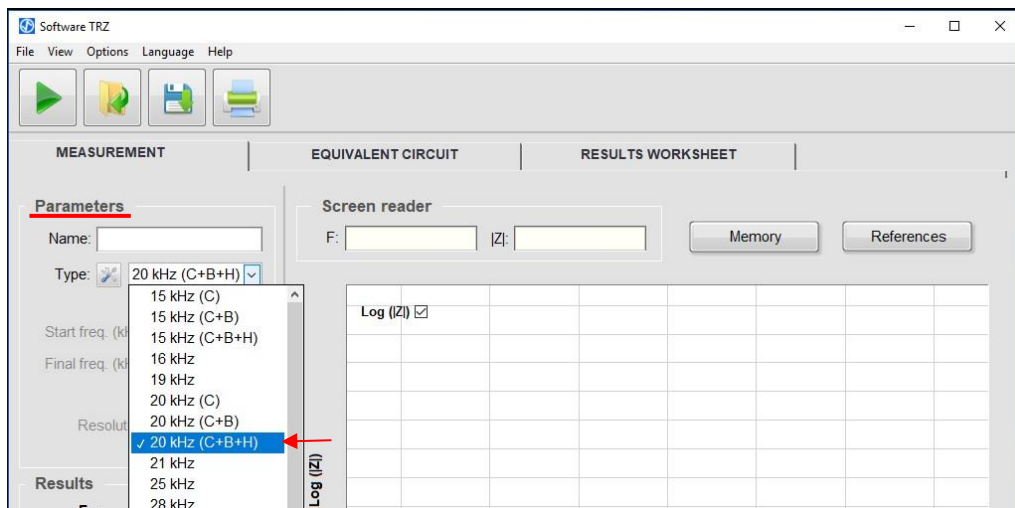 Software TRZ
File View Options Language Help
MEASUREMENT EQUIVALENT CIRCUIT RESULTS WORKSHEET
Parameters
Name:
Type: 20 kHz (C+B+H)
15 kHz (C)
15 kHz (C+B)
15 kHz (C+B+H)
16 kHz
19 kHz
20 kHz (C)
20 kHz (C+B)
✓ 20 kHz (C+B+H)
21 kHz
25 kHz
28 kHz
Start freq.
Final freq.
Results
Screen reader
F: |Z|:
Memory References
Log (|Z|) ☑
Log (|Z|)